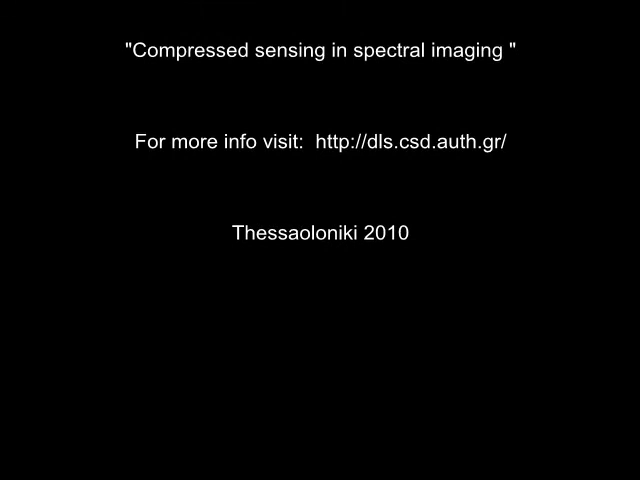 "Compressed sensing in spectral imaging "
For more info visit:  http://dls.csd.auth.gr/
Thessaoloniki 2010